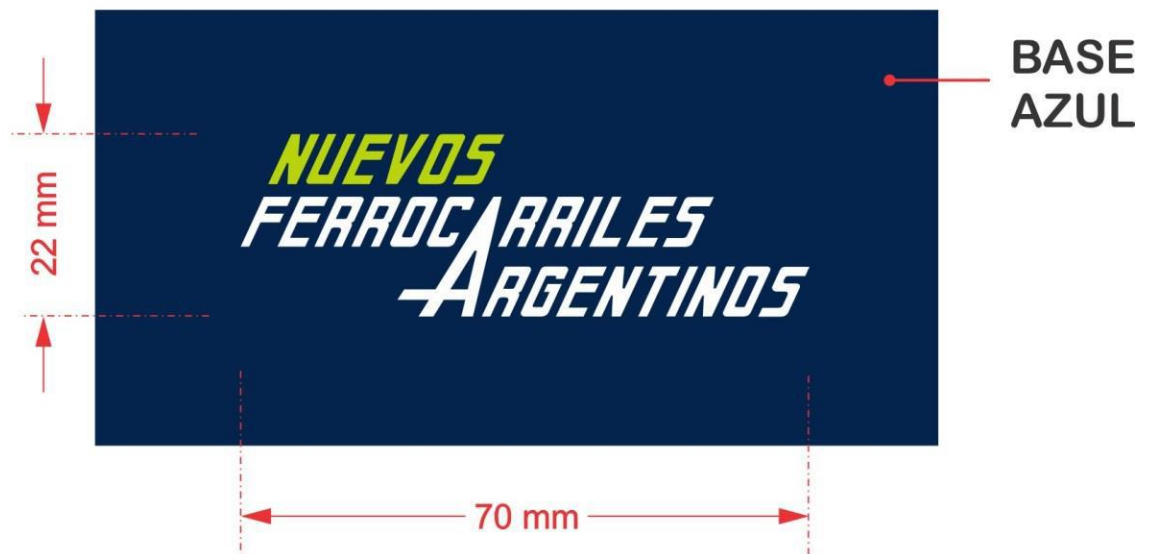 BASE
AZUL
22 mm
NUEVOS
FERROCARRILES
ARGENTINOS
70 mm